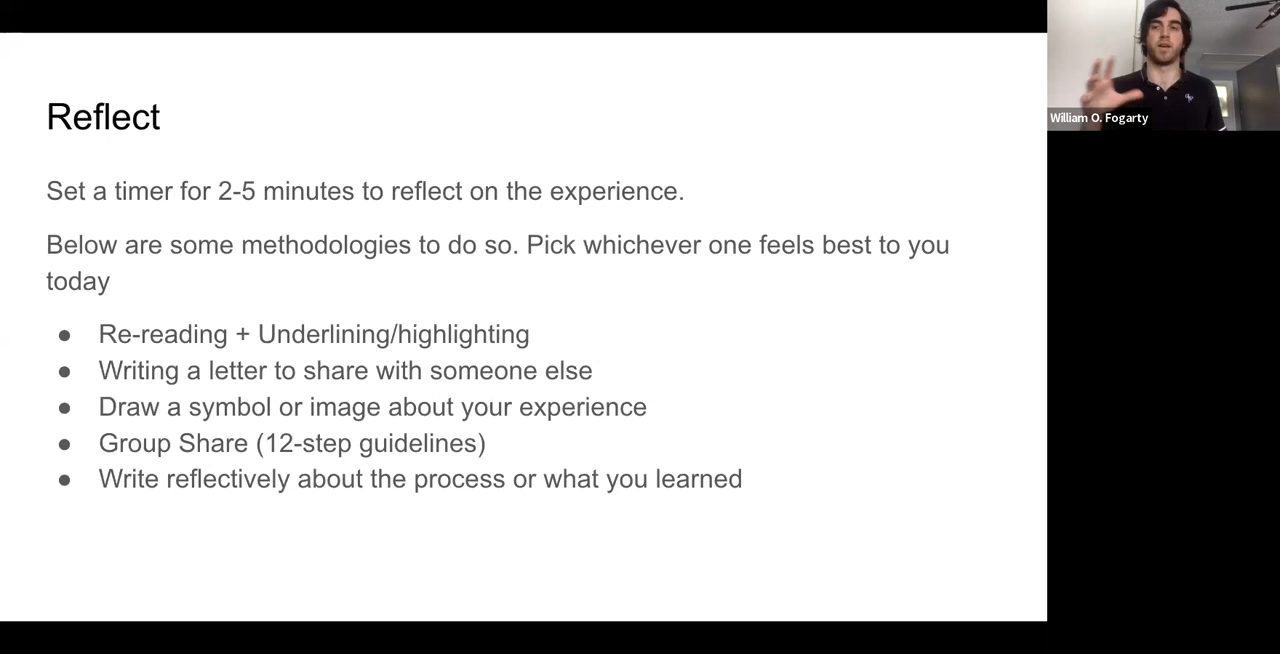 Reflect
Set a timer for 2-5 minutes to reflect on the experience.
Below are some methodologies to do so. Pick whichever one feels best to you
today
● Re-reading + Underlining/highlighting
● Writing a letter to share with someone else
● Draw a symbol or image about your experience
● Group Share (12-step guidelines)
● Write reflectively about the process or what you learned
William O. Fogarty